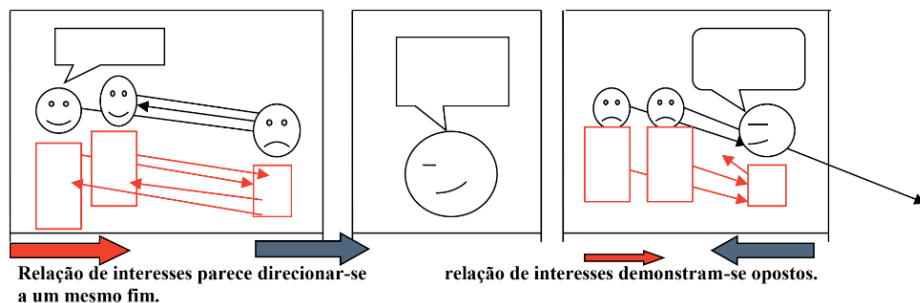 Relação de interesses parece direcionar-se
a um mesmo fim.
relação de interesses demonstram-se opostos.